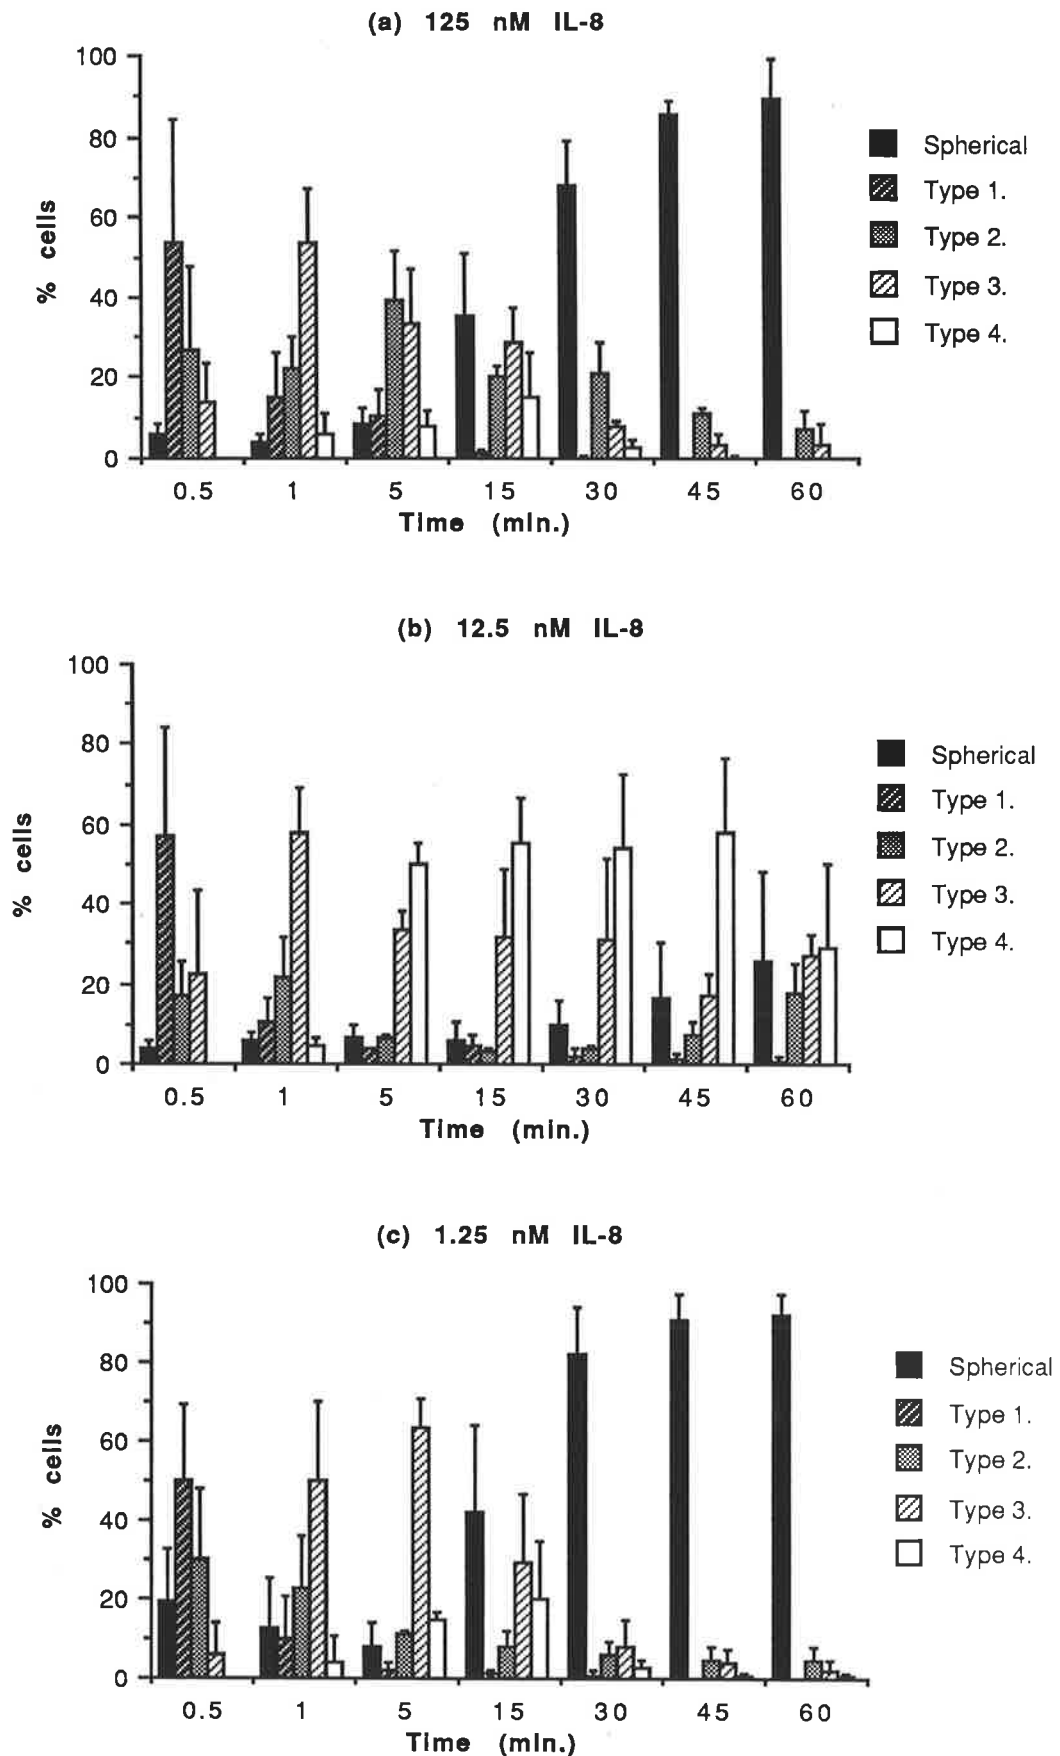 (a) 125 nM IL-8
100
80
60
40
20
0
% cells
0.5 1 5 15 30 45 60
Time (min.)
Spherical
Type 1.
Type 2.
Type 3.
Type 4.
(b) 12.5 nM IL-8
100
80
60
40
20
0
% cells
0.5 1 5 15 30 45 60
Time (min.)
Spherical
Type 1.
Type 2.
Type 3.
Type 4.
(c) 1.25 nM IL-8
100
80
60
40
20
0
% cells
0.5 1 5 15 30 45 60
Time (min.)
Spherical
Type 1.
Type 2.
Type 3.
Type 4.